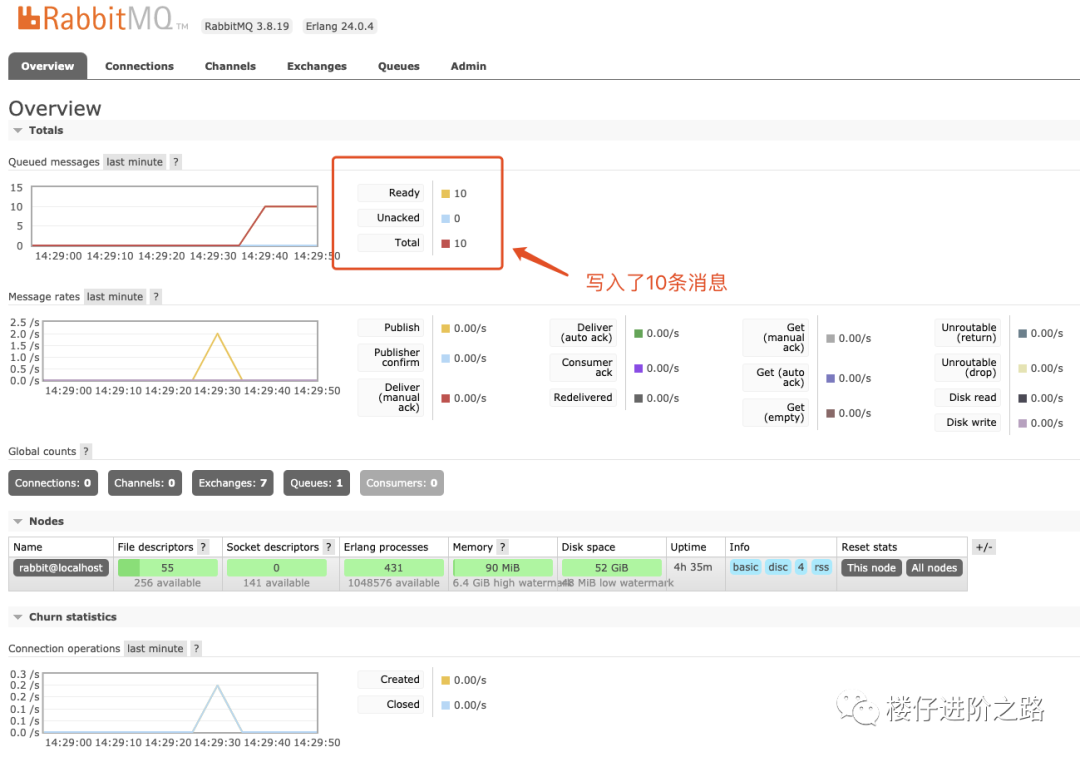 RabbitMQ TM RabbitMQ 3.8.19 Erlang 24.0.4
Overview Connections Channels Exchanges Queues Admin
Overview
Totals
Queued messages last minute ?
15
10
5
0
14:29:00 14:29:10 14:29:20 14:29:30 14:29:40 14:29:50
Ready 10
Unacked 0
Total 10
写入了10条消息
Message rates last minute ?
2.5 /s
2.0 /s
1.5 /s
1.0 /s
0.5 /s
0.0 /s
14:29:00 14:29:10 14:29:20 14:29:30 14:29:40 14:29:50
Publish 0.00/s
Publisher
confirm 0.00/s
Deliver
(manual
ack) 0.00/s
Deliver
(auto ack) 0.00/s
Consumer
ack 0.00/s
Redelivered 0.00/s
Get
(manual
ack) 0.00/s
Get (auto
ack) 0.00/s
Get
(empty) 0.00/s
Unroutable
(return) 0.00/s
Unroutable
(drop) 0.00/s
Disk read 0.00/s
Disk write 0.00/s
Global counts ?
Connections: 0 Channels: 0 Exchanges: 7 Queues: 1 Consumers: 0
Nodes
Name File descriptors ? Socket descriptors ? Erlang processes Memory ? Disk space Uptime Info Reset stats +/-
rabbit@localhost 55 0 431 90 MiB 52 GiB 4h 35m basic disc 4 rss This node All nodes
256 available 141 available 1048576 available 6.4 GiB high watermark 48 MiB low watermark
Churn statistics
Connection operations last minute ?
0.3 /s
0.2 /s
0.2 /s
0.1 /s
0.1 /s
0.0 /s
14:29:00 14:29:10 14:29:20 14:29:30 14:29:40 14:29:50
Created 0.00/s
Closed 0.00/s
楼仔进阶之路